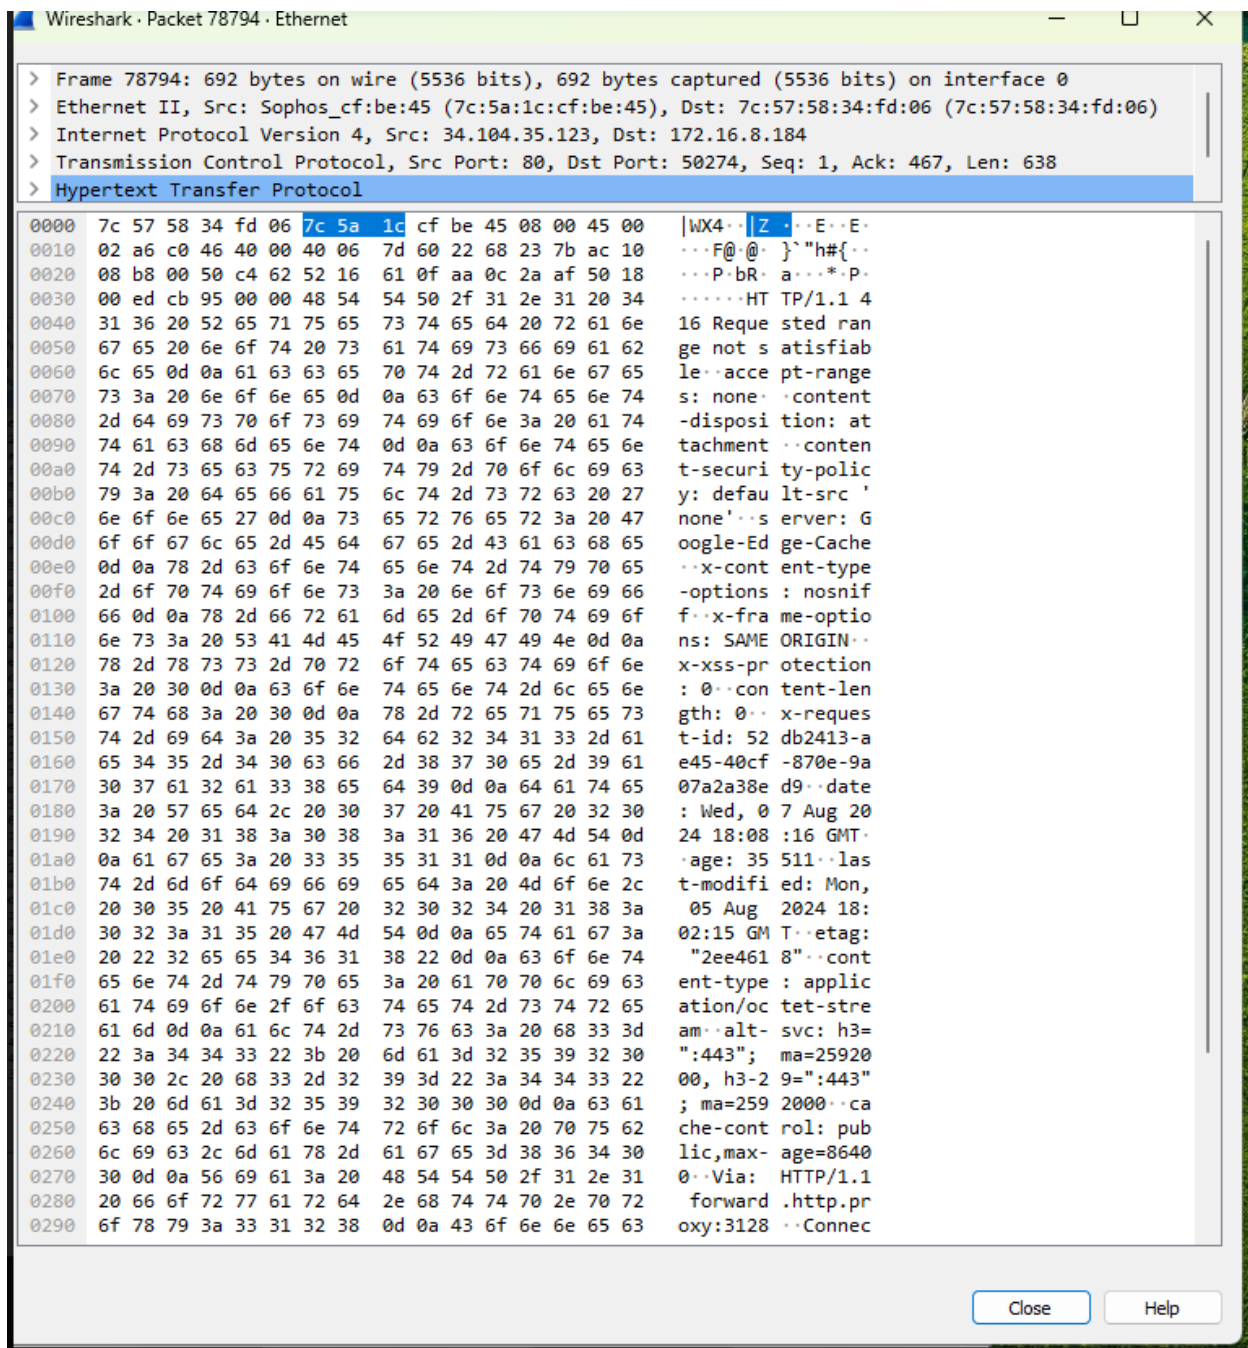 Wireshark · Packet 78794 · Ethernet
> Frame 78794: 692 bytes on wire (5536 bits), 692 bytes captured (5536 bits) on interface 0
> Ethernet II, Src: Sophos_cf:be:45 (7c:5a:1c:cf:be:45), Dst: 7c:57:58:34:fd:06 (7c:57:58:34:fd:06)
> Internet Protocol Version 4, Src: 34.104.35.123, Dst: 172.16.8.184
> Transmission Control Protocol, Src Port: 80, Dst Port: 50274, Seq: 1, Ack: 467, Len: 638
> Hypertext Transfer Protocol
0000 7c 57 58 34 fd 06 7c 5a 1c cf be 45 08 00 45 00 |WX4··|Z ···E··E·
0010 02 a6 c0 46 40 00 40 06 7d 60 22 68 23 7b ac 10 ···F@·@· }`"h#{··
0020 08 b8 00 50 c4 62 52 16 61 0f aa 0c 2a af 50 18 ···P·bR· a···*·P·
0030 00 ed cb 95 00 00 48 54 54 50 2f 31 2e 31 20 34 ······HT TP/1.1 4
0040 31 36 20 52 65 71 75 65 73 74 65 64 20 72 61 6e 16 Reque sted ran
0050 67 65 20 6e 6f 74 20 73 61 74 69 73 66 69 61 62 ge not s atisfiab
0060 6c 65 0d 0a 61 63 63 65 70 74 2d 72 61 6e 67 65 le··acce pt-range
0070 73 3a 20 6e 6f 6e 65 0d 0a 63 6f 6e 74 65 6e 74 s: none· ·content
0080 2d 64 69 73 70 6f 73 69 74 69 6f 6e 3a 20 61 74 -disposi tion: at
0090 74 61 63 68 6d 65 6e 74 0d 0a 63 6f 6e 74 65 6e tachment ··conten
00a0 74 2d 73 65 63 75 72 69 74 79 2d 70 6f 6c 69 63 t-securi ty-polic
00b0 79 3a 20 64 65 66 61 75 6c 74 2d 73 72 63 20 27 y: defau lt-src '
00c0 6e 6f 6e 65 27 0d 0a 73 65 72 76 65 72 3a 20 47 none'··s erver: G
00d0 6f 6f 67 6c 65 2d 45 64 67 65 2d 43 61 63 68 65 oogle-Ed ge-Cache
00e0 0d 0a 78 2d 63 6f 6e 74 65 6e 74 2d 74 79 70 65 ··x-cont ent-type
00f0 2d 6f 70 74 69 6f 6e 73 3a 20 6e 6f 73 6e 69 66 -options : nosnif
0100 66 0d 0a 78 2d 66 72 61 6d 65 2d 6f 70 74 69 6f f··x-fra me-optio
0110 6e 73 3a 20 53 41 4d 45 4f 52 49 47 49 4e 0d 0a ns: SAME ORIGIN··
0120 78 2d 78 73 73 2d 70 72 6f 74 65 63 74 69 6f 6e x-xss-pr otection
0130 3a 20 30 0d 0a 63 6f 6e 74 65 6e 74 2d 6c 65 6e : 0··con tent-len
0140 67 74 68 3a 20 30 0d 0a 78 2d 72 65 71 75 65 73 gth: 0·· x-reques
0150 74 2d 69 64 3a 20 35 32 64 62 32 34 31 33 2d 61 t-id: 52 db2413-a
0160 65 34 35 2d 34 30 63 66 2d 38 37 30 65 2d 39 61 e45-40cf -870e-9a
0170 30 37 61 32 61 33 38 65 64 39 0d 0a 64 61 74 65 07a2a38e d9··date
0180 3a 20 57 65 64 2c 20 30 37 20 41 75 67 20 32 30 : Wed, 0 7 Aug 20
0190 32 34 20 31 38 3a 30 38 3a 31 36 20 47 4d 54 0d 24 18:08 :16 GMT·
01a0 0a 61 67 65 3a 20 33 35 35 31 31 0d 0a 6c 61 73 ·age: 35 511··las
01b0 74 2d 6d 6f 64 69 66 69 65 64 3a 20 4d 6f 6e 2c t-modifi ed: Mon,
01c0 20 30 35 20 41 75 67 20 32 30 32 34 20 31 38 3a 05 Aug 2024 18:
01d0 30 32 3a 31 35 20 47 4d 54 0d 0a 65 74 61 67 3a 02:15 GM T··etag:
01e0 20 22 32 65 65 34 36 31 38 22 0d 0a 63 6f 6e 74 "2ee461 8"··cont
01f0 65 6e 74 2d 74 79 70 65 3a 20 61 70 70 6c 69 63 ent-type : applic
0200 61 74 69 6f 6e 2f 6f 63 74 65 74 2d 73 74 72 65 ation/oc tet-stre
0210 61 6d 0d 0a 61 6c 74 2d 73 76 63 3a 20 68 33 3d am··alt- svc: h3=
0220 22 3a 34 34 33 22 3b 20 6d 61 3d 32 35 39 32 30 ":443"; ma=25920
0230 30 30 2c 20 68 33 2d 32 39 3d 22 3a 34 34 33 22 00, h3-2 9=":443"
0240 3b 20 6d 61 3d 32 35 39 32 30 30 30 0d 0a 63 61 ; ma=259 2000··ca
0250 63 68 65 2d 63 6f 6e 74 72 6f 6c 3a 20 70 75 62 che-cont rol: pub
0260 6c 69 63 2c 6d 61 78 2d 61 67 65 3d 38 36 34 30 lic,max- age=8640
0270 30 0d 0a 56 69 61 3a 20 48 54 54 50 2f 31 2e 31 0··Via: HTTP/1.1
0280 20 66 6f 72 77 61 72 64 2e 68 74 74 70 2e 70 72 forward .http.pr
0290 6f 78 79 3a 33 31 32 38 0d 0a 43 6f 6e 6e 65 63 oxy:3128 ··Connec
Close Help